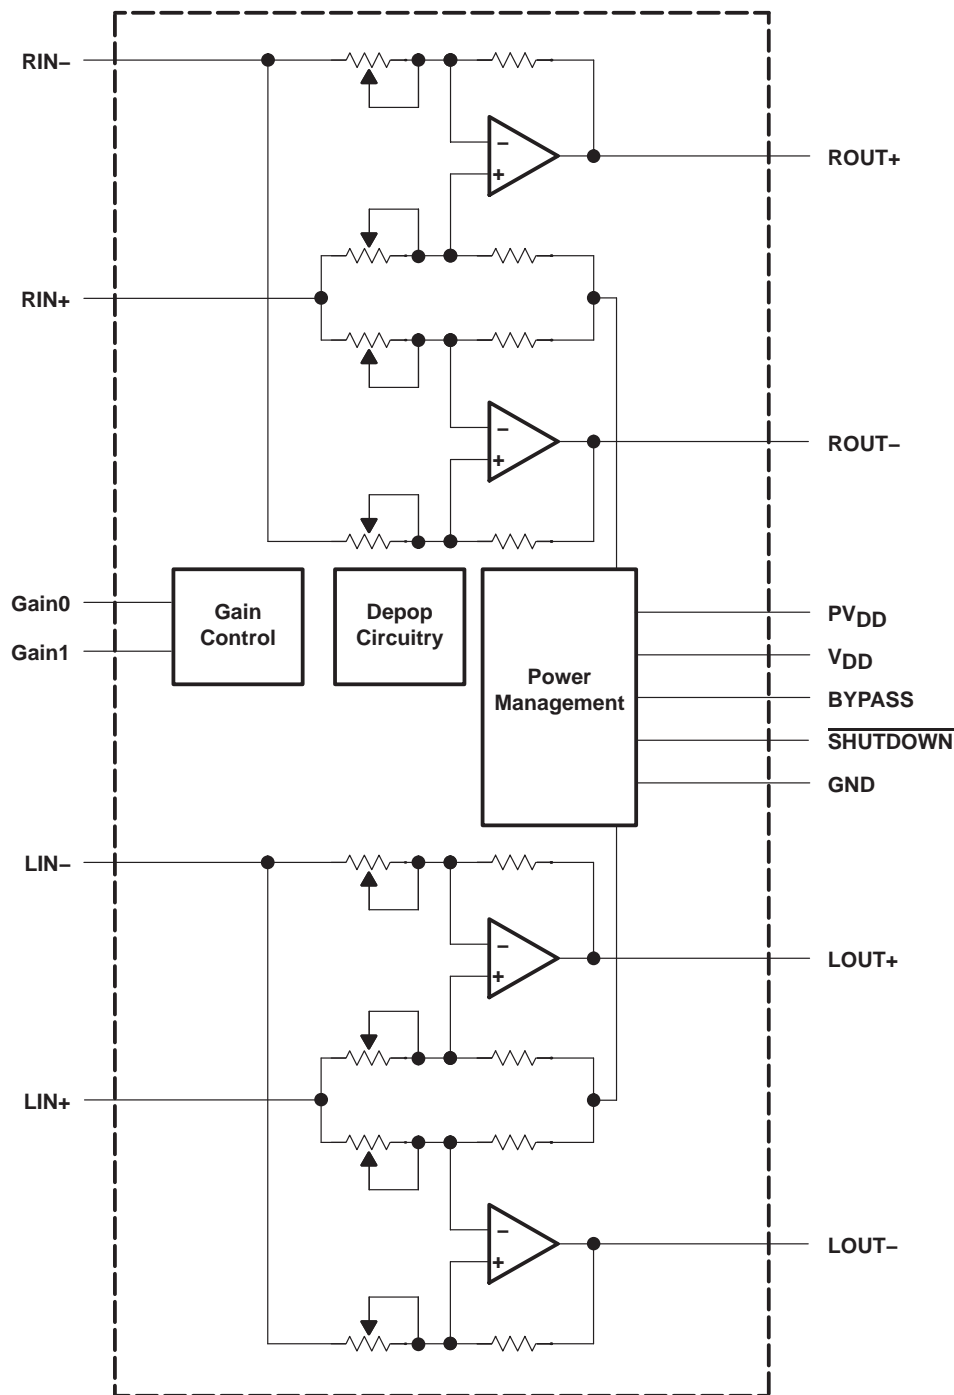 RIN–
–
+
ROUT+
RIN+
–
+
ROUT–
Gain0
Gain1
Gain
Control
Depop
Circuitry
Power
Management
PVDD
VDD
BYPASS
SHUTDOWN
GND
LIN–
–
+
LOUT+
LIN+
–
+
LOUT–